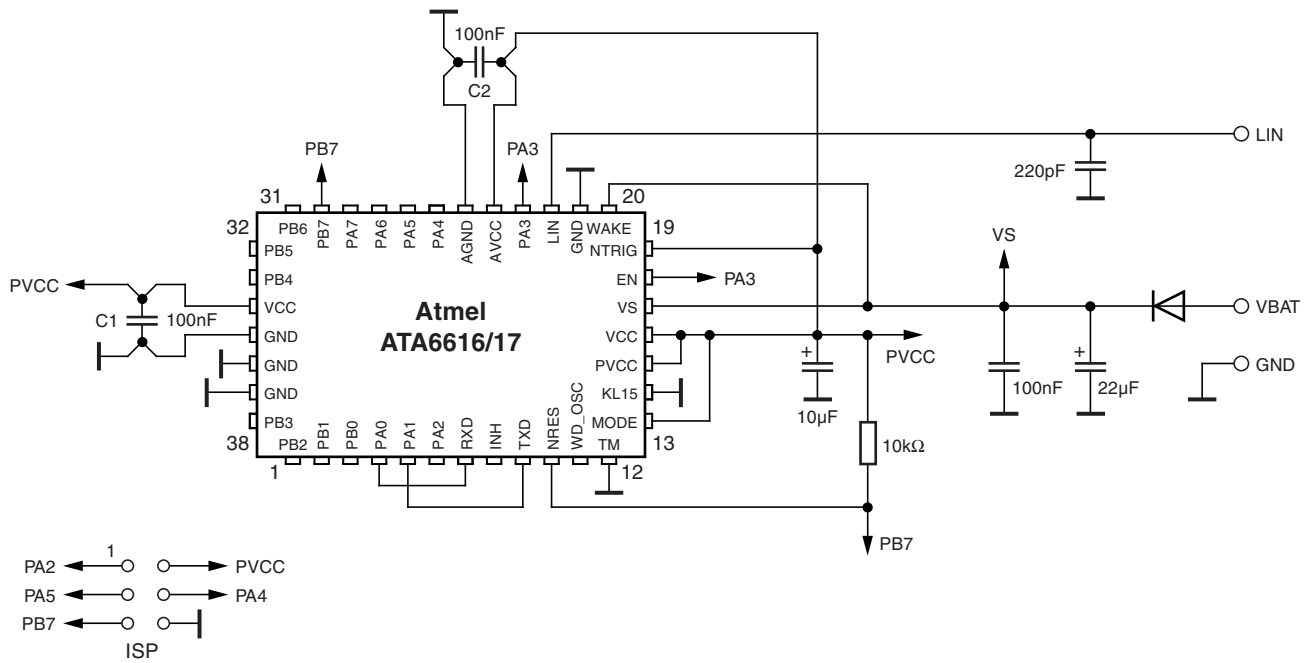 100nF
C2
LIN
220pF
PB7
PA3
31
20
PB6
PB7
PA7
PA6
PA5
PA4
AGND
AVCC
PA3
LIN
GND
WAKE
32
19
PB5
NTRIG
PB4
EN
PA3
VS
PVCC
VCC
VS
VBAT
C1
100nF
Atmel
ATA6616/17
GND
VCC
PVCC
GND
PVCC
GND
GND
KL15
10µF
100nF
22µF
PB3
MODE
38
13
PB2
PB1
PB0
PA0
PA1
PA2
RXD
INH
TXD
NRES
WD_OSC
TM
1
12
10kΩ
PB7
1
PA2
PVCC
PA5
PA4
PB7
ISP